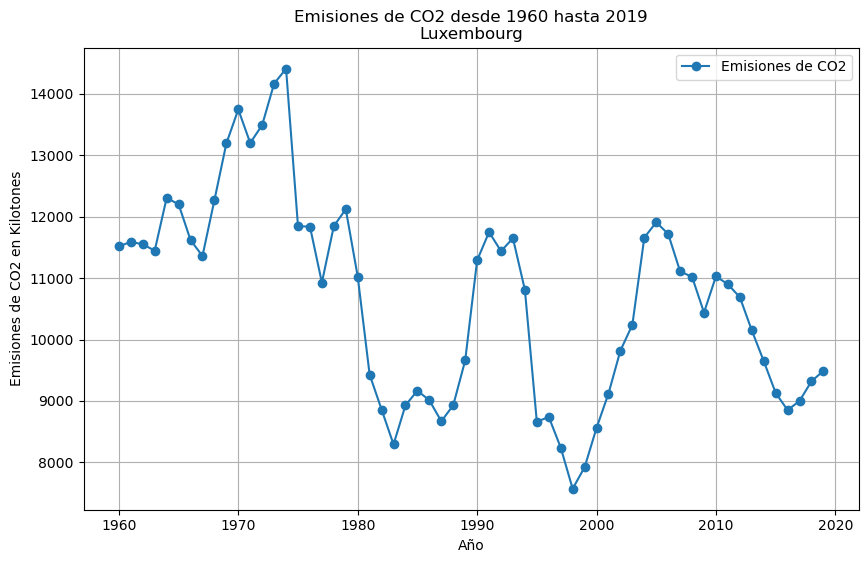 Emisiones de CO2 desde 1960 hasta 2019
Luxembourg
Emisiones de CO2
Emisiones de CO2 en Kilotones
14000
13000
12000
11000
10000
9000
8000
1960
1970
1980
1990
2000
2010
2020
Año